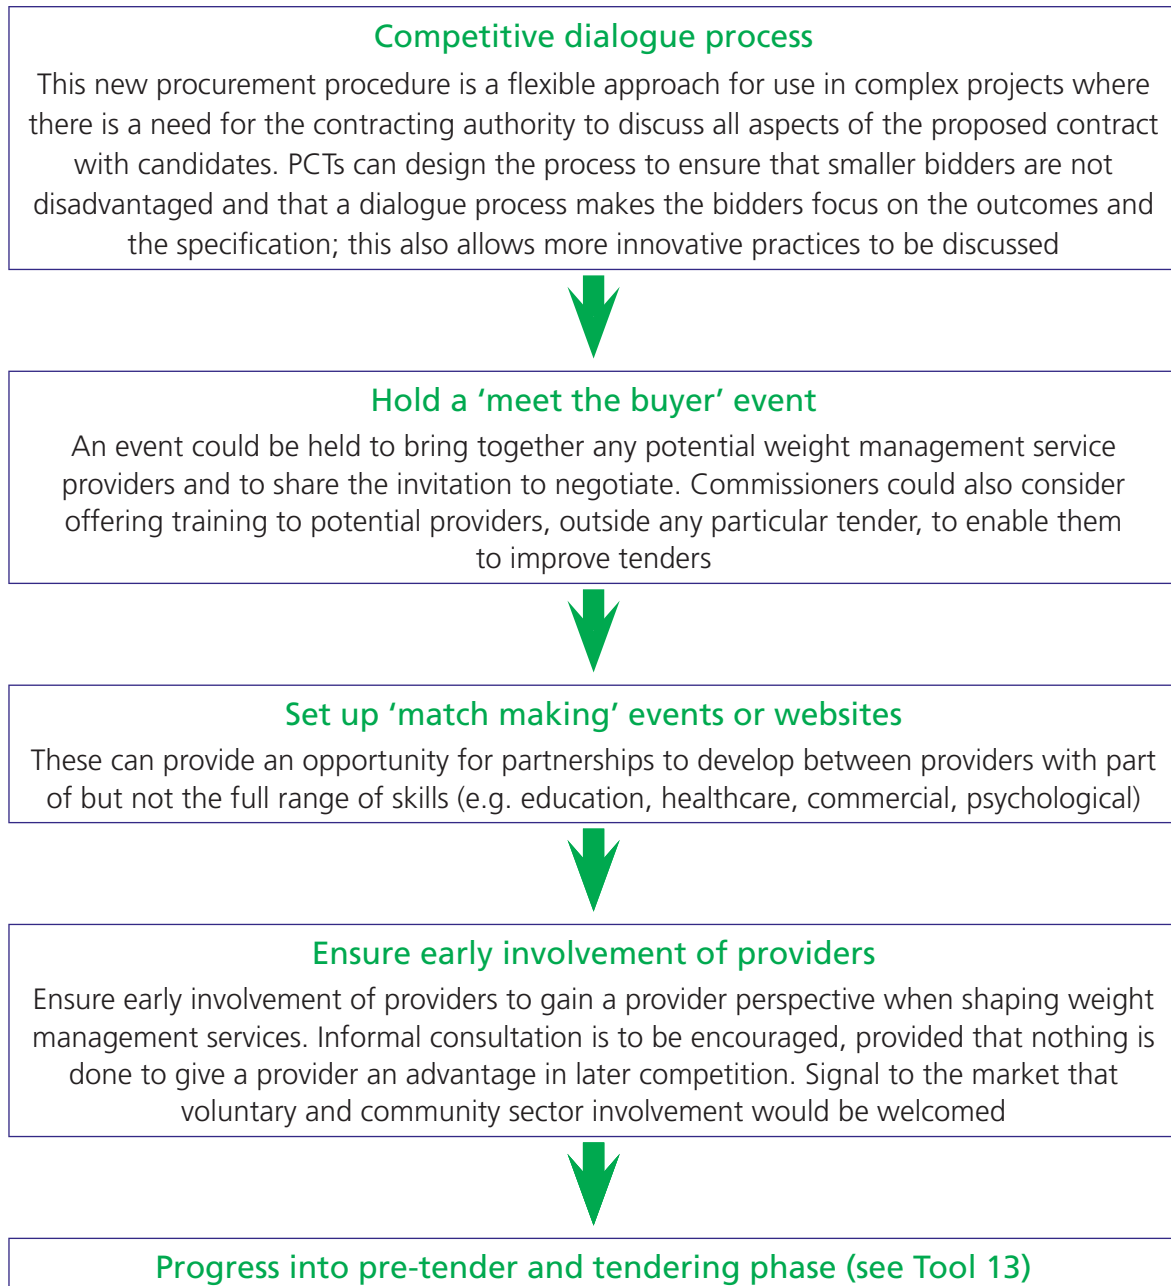 Competitive dialogue process
This new procurement procedure is a flexible approach for use in complex projects where
there is a need for the contracting authority to discuss all aspects of the proposed contract
with candidates. PCTs can design the process to ensure that smaller bidders are not
disadvantaged and that a dialogue process makes the bidders focus on the outcomes and
the specification; this also allows more innovative practices to be discussed
Hold a ‘meet the buyer’ event
An event could be held to bring together any potential weight management service
providers and to share the invitation to negotiate. Commissioners could also consider
offering training to potential providers, outside any particular tender, to enable them
to improve tenders
Set up ‘match making’ events or websites
These can provide an opportunity for partnerships to develop between providers with part
of but not the full range of skills (e.g. education, healthcare, commercial, psychological)
Ensure early involvement of providers
Ensure early involvement of providers to gain a provider perspective when shaping weight
management services. Informal consultation is to be encouraged, provided that nothing is
done to give a provider an advantage in later competition. Signal to the market that
voluntary and community sector involvement would be welcomed
Progress into pre-tender and tendering phase (see Tool 13)